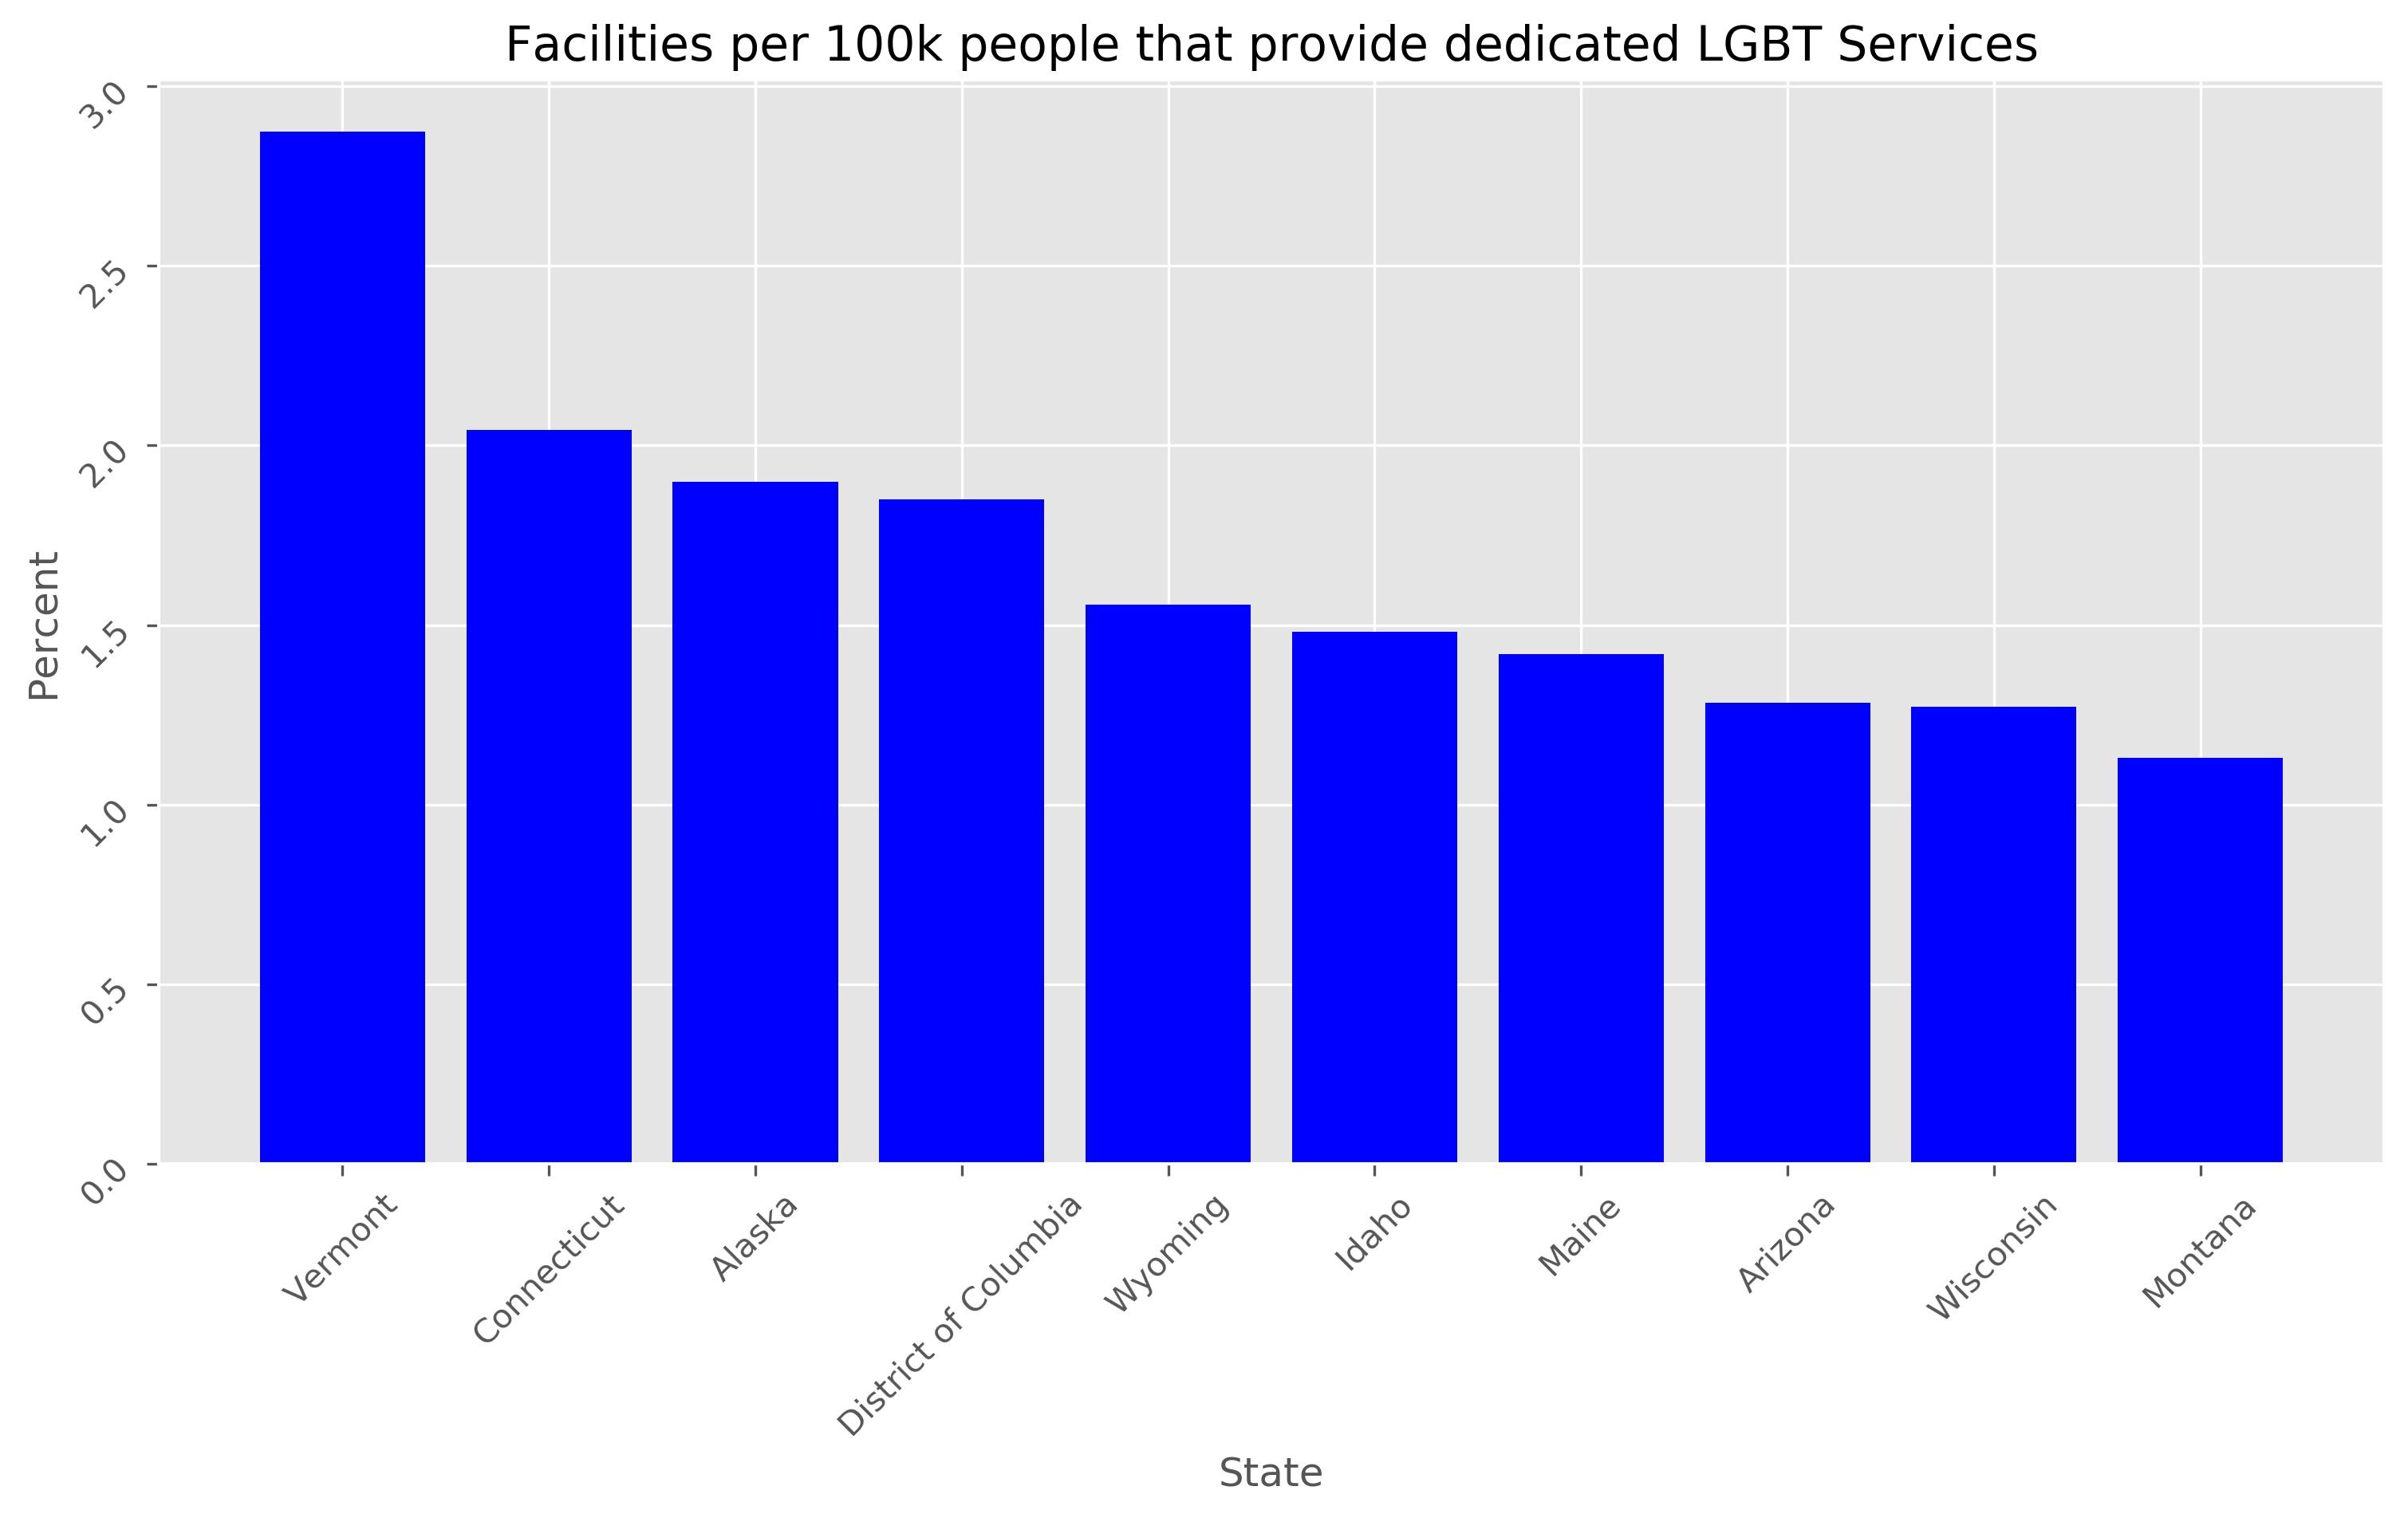 Facilities per 100k people that provide dedicated LGBT Services
3.0
2.5
2.0
1.5
1.0
0.5
0.0
Percent
Vermont
Connecticut
Alaska
District of Columbia
Wyoming
Idaho
Maine
Arizona
Wisconsin
Montana
State